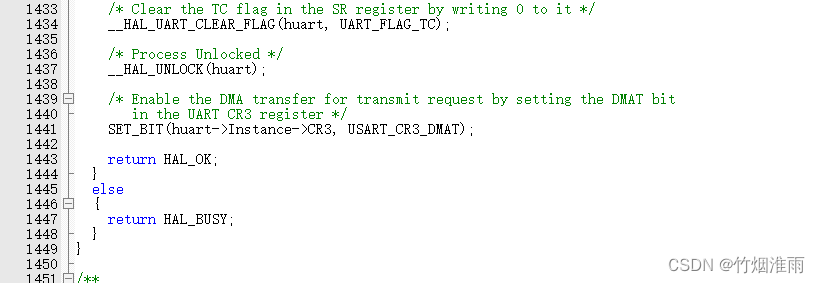 1433 /* Clear the TC flag in the SR register by writing 0 to it */
1434 __HAL_UART_CLEAR_FLAG(huart, UART_FLAG_TC);
1435
1436 /* Process Unlocked */
1437 __HAL_UNLOCK(huart);
1438
1439 /* Enable the DMA transfer for transmit request by setting the DMAT bit
1440 in the UART CR3 register */
1441 SET_BIT(huart->Instance->CR3, USART_CR3_DMAT);
1442
1443 return HAL_OK;
1444 }
1445 else
1446 {
1447 return HAL_BUSY;
1448 }
1449 }
1450
1451 /**
CSDN @竹烟淮雨